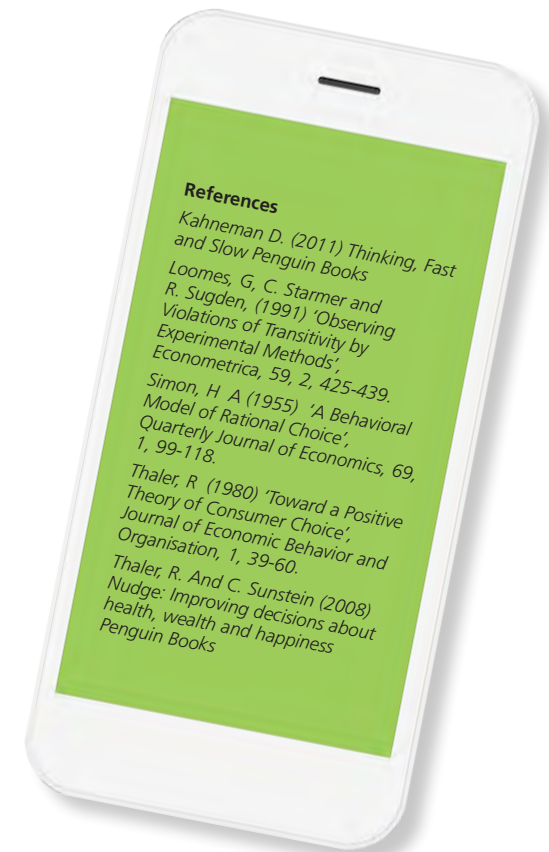 References
Kahneman D. (2011) Thinking, Fast
and Slow Penguin Books
Loomes, G, C. Starmer and
R. Sugden, (1991) ‘Observing
Violations of Transitivity by
Experimental Methods’,
Econometrica, 59, 2, 425-439.
Simon, H A (1955) ‘A Behavioral
Model of Rational Choice’,
Quarterly Journal of Economics, 69,
1, 99-118.
Thaler, R (1980) ‘Toward a Positive
Theory of Consumer Choice’,
Journal of Economic Behavior and
Organisation, 1, 39-60.
Thaler, R. And C. Sunstein (2008)
Nudge: Improving decisions about
health, wealth and happiness
Penguin Books